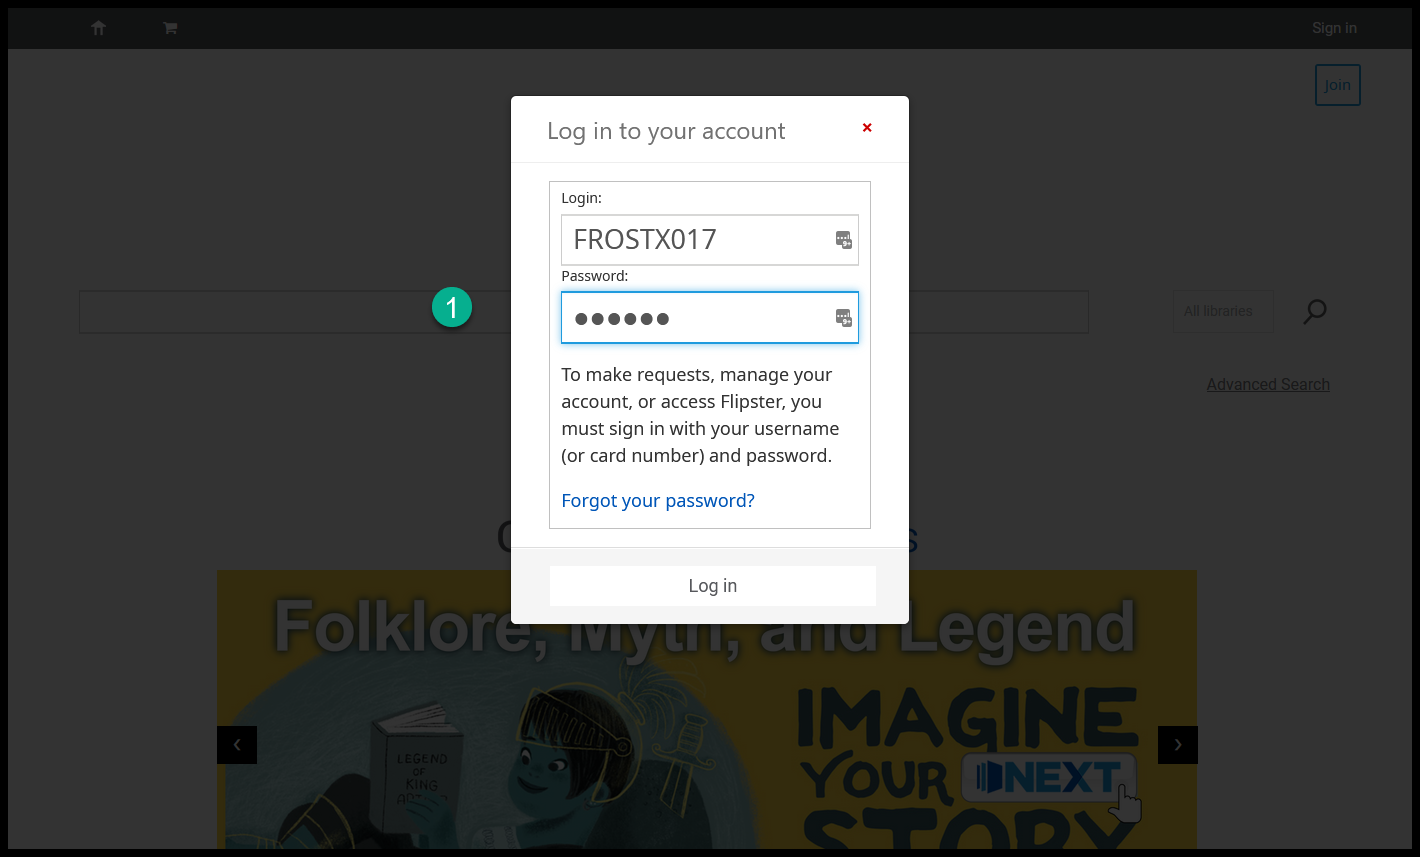 Sign in
Join
Log in to your account
×
Login:
FROSTX017
Password:
●●●●●●
1
All libraries
To make requests, manage your
account, or access Flipster, you
must sign in with your username
(or card number) and password.
Advanced Search
Forgot your password?
Log in
Folklore, Myth, and Legend
IMAGINE
YOUR
NEXT
STORY
LEGEND
OF
KING